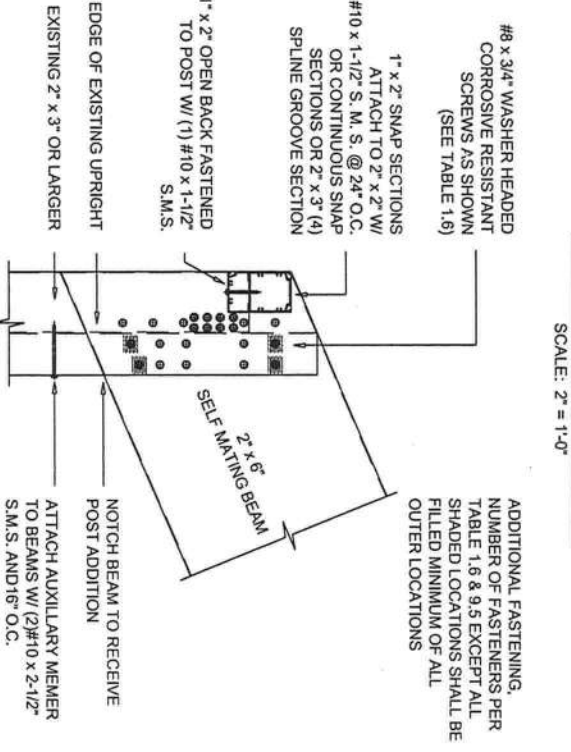 SCALE: 2" = 1'-0"
#8 x 3/4" WASHER HEADED
CORROSIVE RESISTANT
SCREWS AS SHOWN
(SEE TABLE 1.6)
1" x 2" SNAP SECTIONS
ATTACH TO 2" x 2" W/
#10 x 1-1/2" S. M. S. @ 24" O.C.
OR CONTINUOUS SNAP
SECTIONS OR 2" x 3" (4)
SPLINE GROOVE SECTION
1" x 2" OPEN BACK FASTENED
TO POST W/ (1) #10 x 1-1/2"
S.M.S.
EDGE OF EXISTING UPRIGHT
EXISTING 2" x 3" OR LARGER
ADDITIONAL FASTENING,
NUMBER OF FASTENERS PER
TABLE 1.6 & 9.5 EXCEPT ALL
SHADED LOCATIONS SHALL BE
FILLED MINIMUM OF ALL
OUTER LOCATIONS
2" x 6"
SELF MATING BEAM
NOTCH BEAM TO RECEIVE
POST ADDITION
ATTACH AUXILLARY MEMER
TO BEAMS W/ (2)#10 x 2-1/2"
S.M.S. AND16" O.C.